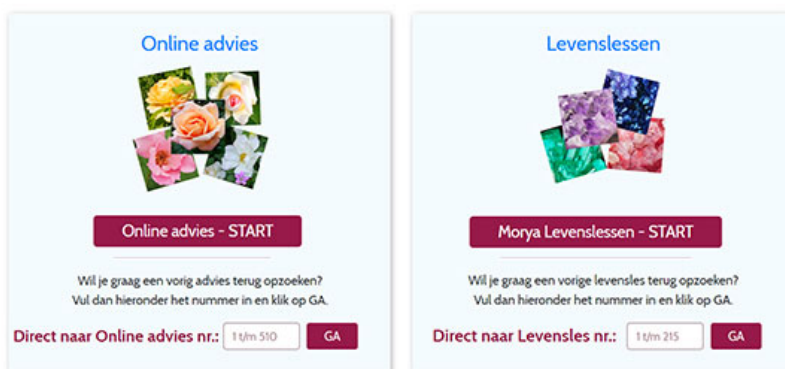 Online advies
Online advies - START
Wil je graag een vorig advies terug opzoeken?
Vul dan hieronder het nummer in en klik op GA.
Direct naar Online advies nr.: 1 t/m 510 GA
Levenslessen
Morya Levenslessen - START
Wil je graag een vorige levensles terug opzoeken?
Vul dan hieronder het nummer in en klik op GA.
Direct naar Levensles nr.: 1 t/m 215 GA